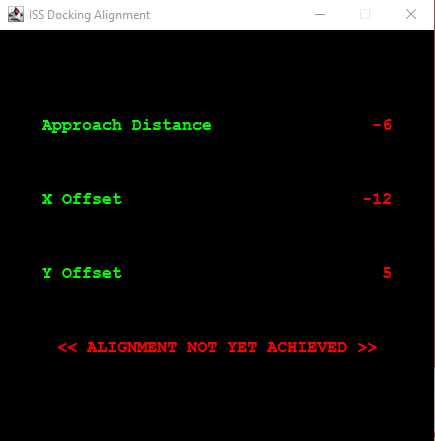 ISS Docking Alignment
Approach Distance -6
X Offset -12
Y Offset 5
<< ALIGNMENT NOT YET ACHIEVED >>